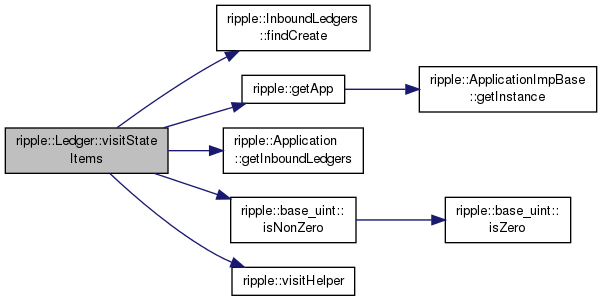 ripple::InboundLedgers
::findCreate
ripple::getApp
ripple::ApplicationImpBase
::getInstance
ripple::Ledger::visitState
Items
ripple::Application
::getInboundLedgers
ripple::base_uint::
isNonZero
ripple::base_uint::
isZero
ripple::visitHelper